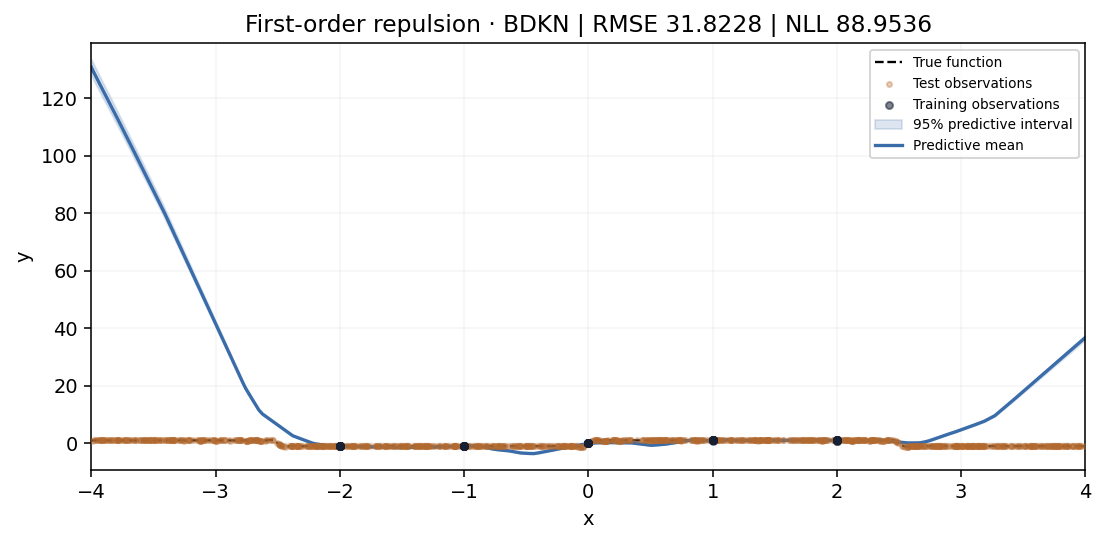 First-order repulsion · BDKN | RMSE 31.8228 | NLL 88.9536
True function
Test observations
Training observations
95% predictive interval
Predictive mean
y
120
100
80
60
40
20
0
−4 −3 −2 −1 0 1 2 3 4
x